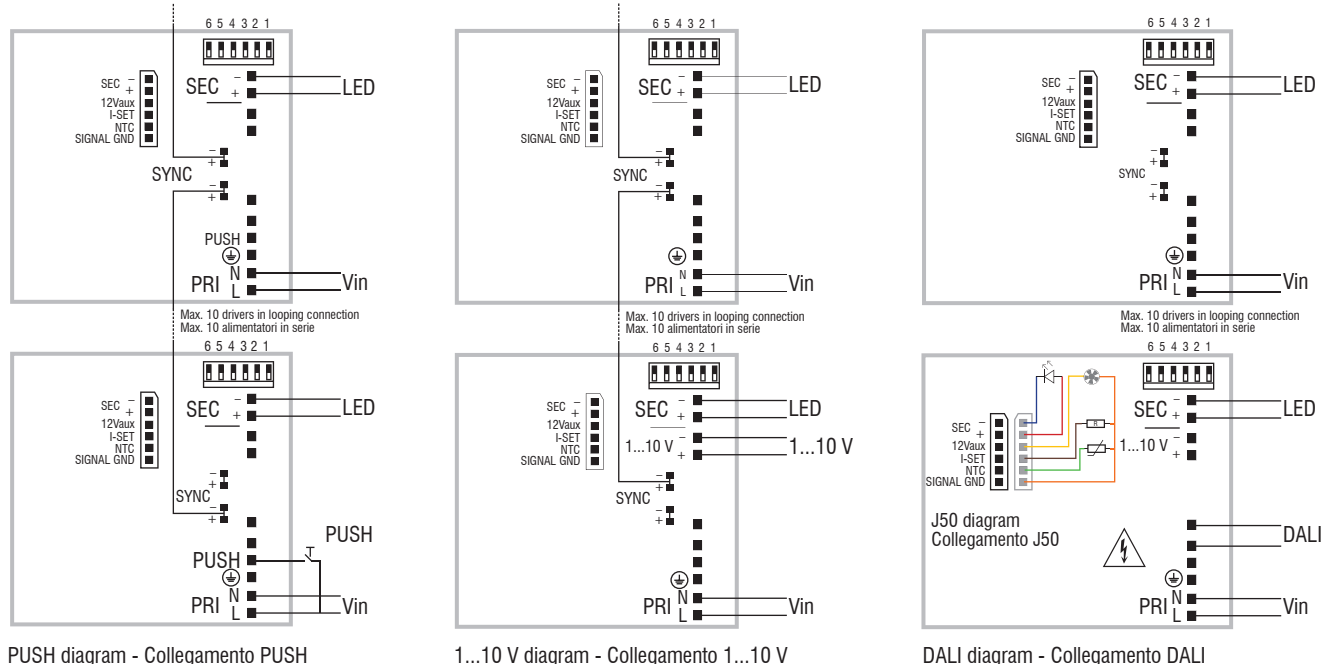 6 5 4 3 2 1
SEC –
+
12Vaux
I-SET
NTC
SIGNAL GND
SEC –
+
LED
–
+
SYNC
–
+
PUSH
N
PRI L
Vin
Max. 10 drivers in looping connection
Max. 10 alimentatori in serie
6 5 4 3 2 1
SEC –
+
12Vaux
I-SET
NTC
SIGNAL GND
SEC –
+
LED
–
+
SYNC
–
+
PUSH
PUSH
N
PRI L
Vin
PUSH diagram - Collegamento PUSH
6 5 4 3 2 1
SEC –
+
12Vaux
I-SET
NTC
SIGNAL GND
SEC –
+
LED
–
+
SYNC
–
+
N
PRI L
Vin
Max. 10 drivers in looping connection
Max. 10 alimentatori in serie
6 5 4 3 2 1
SEC –
+
12Vaux
I-SET
NTC
SIGNAL GND
SEC –
+
LED
1...10 V –
+
1...10 V
–
+
SYNC
–
+
N
PRI L
Vin
1...10 V diagram - Collegamento 1...10 V
6 5 4 3 2 1
SEC –
+
12Vaux
I-SET
NTC
SIGNAL GND
SEC –
+
LED
–
+
SYNC
–
+
N
PRI L
Vin
Max. 10 drivers in looping connection
Max. 10 alimentatori in serie
6 5 4 3 2 1
SEC –
+
12Vaux
I-SET
NTC
SIGNAL GND
R
SEC –
+
LED
1...10 V –
+
J50 diagram
Collegamento J50
DALI
N
PRI L
Vin
DALI diagram - Collegamento DALI